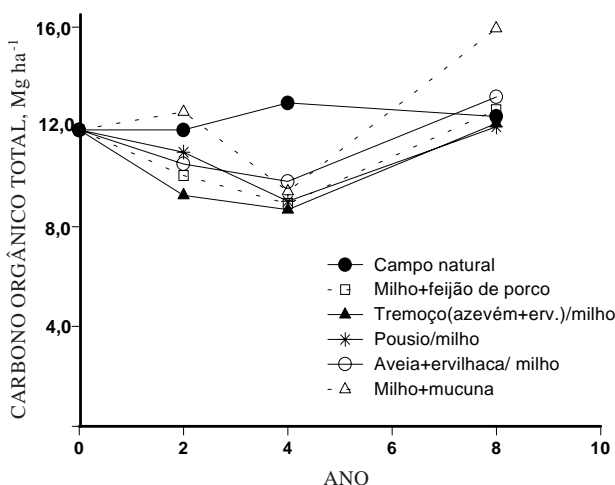 CARBONO ORGÂNICO TOTAL, Mg ha-1
16,0
12,0
8,0
4,0
Campo natural
Milho+feijão de porco
Tremoço(azevém+erv.)/milho
Pousio/milho
Aveia+ervilhaca/ milho
Milho+mucuna
0 2 4 6 8 10
ANO